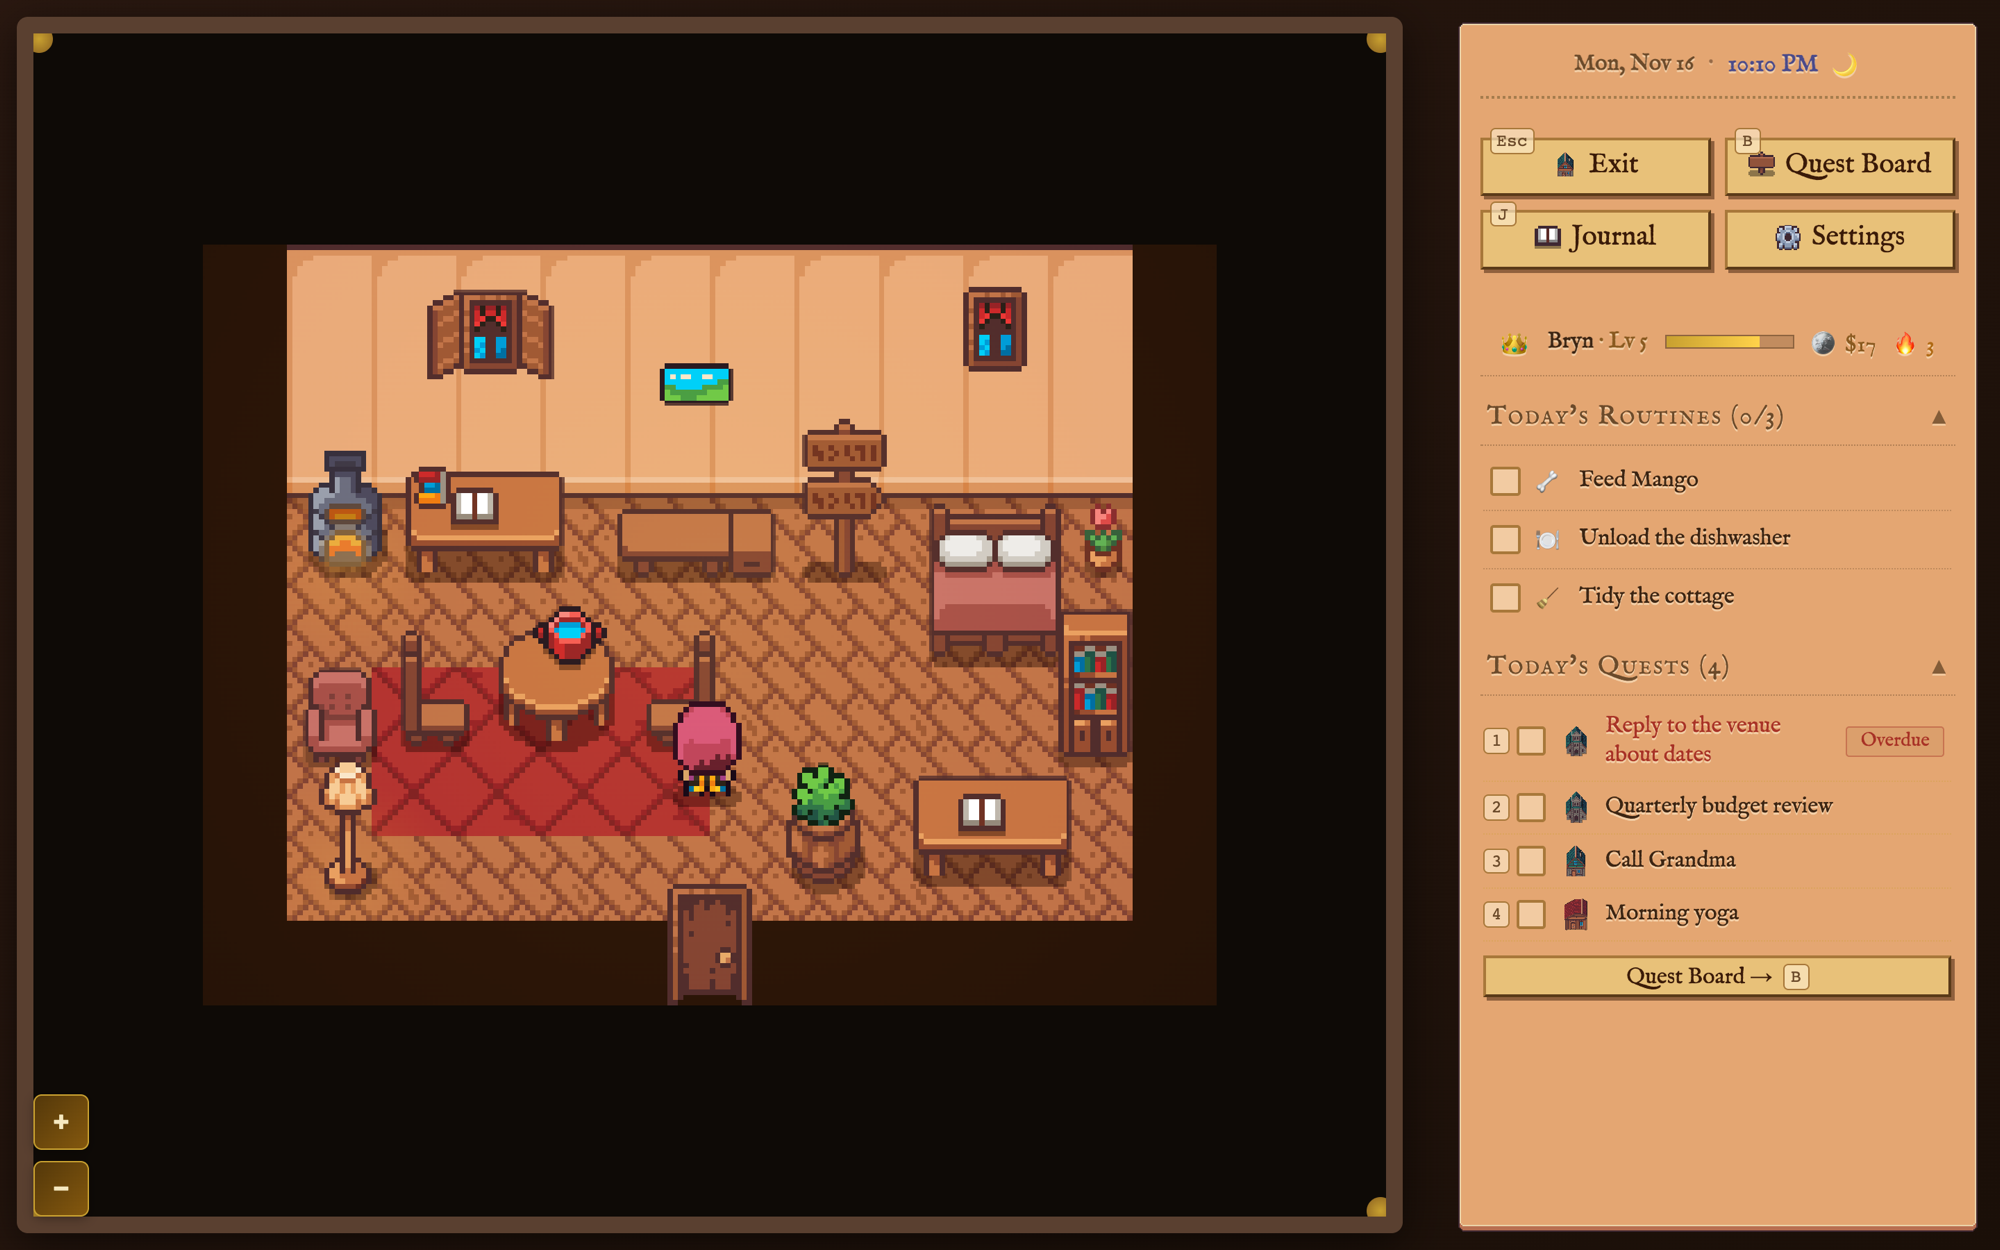 Mon, Nov 16 · 10:10 PM
Esc
Exit
B
Quest Board
J
Journal
Settings
Bryn · Lv 5
$17
3
Today's Routines (0/3) ▲
Feed Mango
Unload the dishwasher
Tidy the cottage
Today's Quests (4) ▲
1
Reply to the venue
about dates
Overdue
2 Quarterly budget review
3 Call Grandma
4 Morning yoga
Quest Board → B
+
−